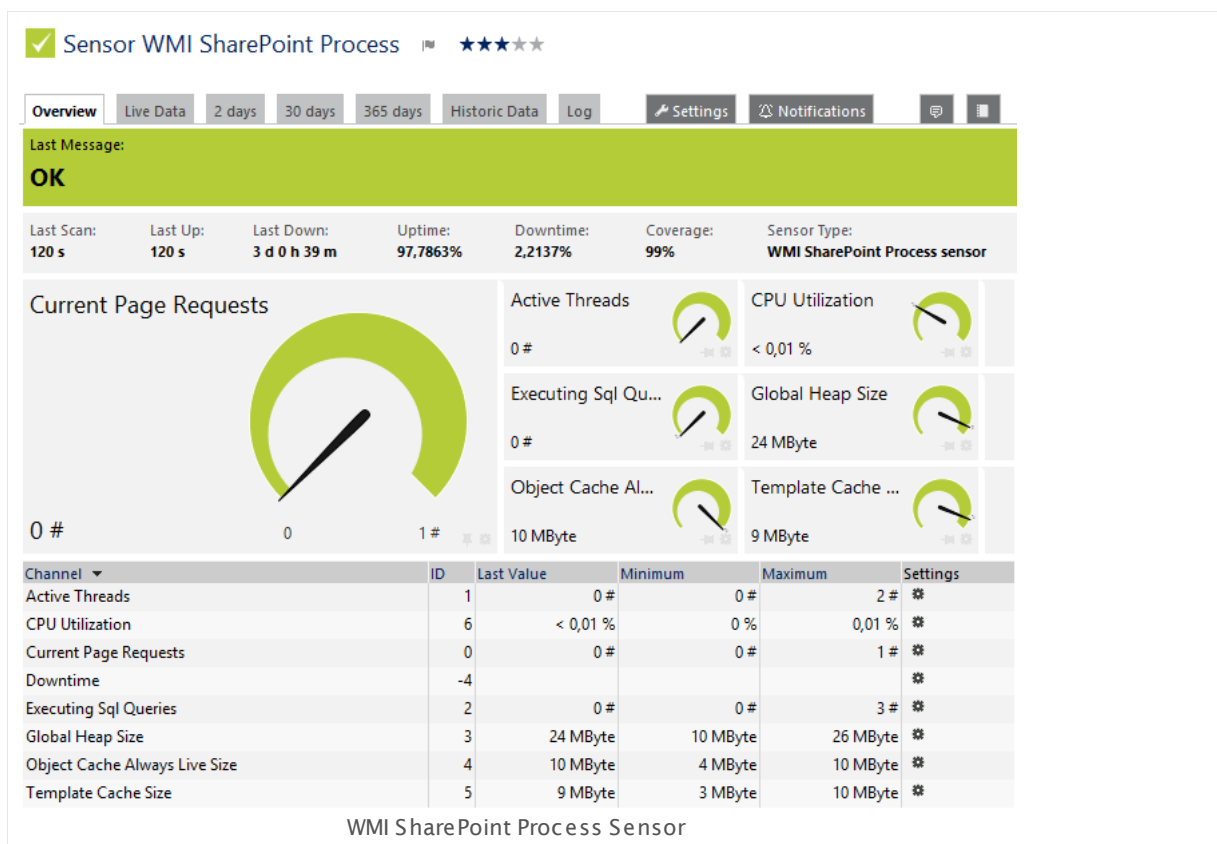 Sensor WMI SharePoint Process
Overview Live Data 2 days 30 days 365 days Historic Data Log Settings Notifications
Last Message:
OK
Last Scan: Last Up: Last Down: Uptime: Downtime: Coverage: Sensor Type:
120 s 120 s 3 d 0 h 39 m 97,7863% 2,2137% 99% WMI SharePoint Process sensor
Current Page Requests
0 #
0 1 #
Active Threads
0 #
CPU Utilization
< 0,01 %
Executing Sql Qu...
0 #
Global Heap Size
24 MByte
Object Cache Al...
10 MByte
Template Cache ...
9 MByte
Channel ID Last Value Minimum Maximum Settings
Active Threads 1 0 # 0 # 2 #
CPU Utilization 6 < 0,01 % 0 % 0,01 %
Current Page Requests 0 0 # 0 # 1 #
Downtime -4
Executing Sql Queries 2 0 # 0 # 3 #
Global Heap Size 3 24 MByte 10 MByte 26 MByte
Object Cache Always Live Size 4 10 MByte 4 MByte 10 MByte
Template Cache Size 5 9 MByte 3 MByte 10 MByte
WMI SharePoint Process Sensor